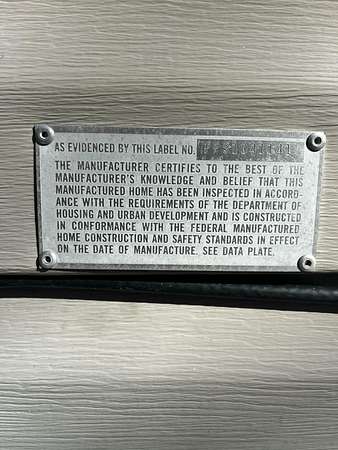 AS EVIDENCED BY THIS LABEL NO.
THE MANUFACTURER CERTIFIES TO THE BEST OF THE
MANUFACTURER'S KNOWLEDGE AND BELIEF THAT THIS
MANUFACTURED HOME HAS BEEN INSPECTED IN ACCORD-
ANCE WITH THE REQUIREMENTS OF THE DEPARTMENT OF
HOUSING AND URBAN DEVELOPMENT AND IS CONSTRUCTED
IN CONFORMANCE WITH THE FEDERAL MANUFACTURED
HOME CONSTRUCTION AND SAFETY STANDARDS IN EFFECT
ON THE DATE OF MANUFACTURE. SEE DATA PLATE.